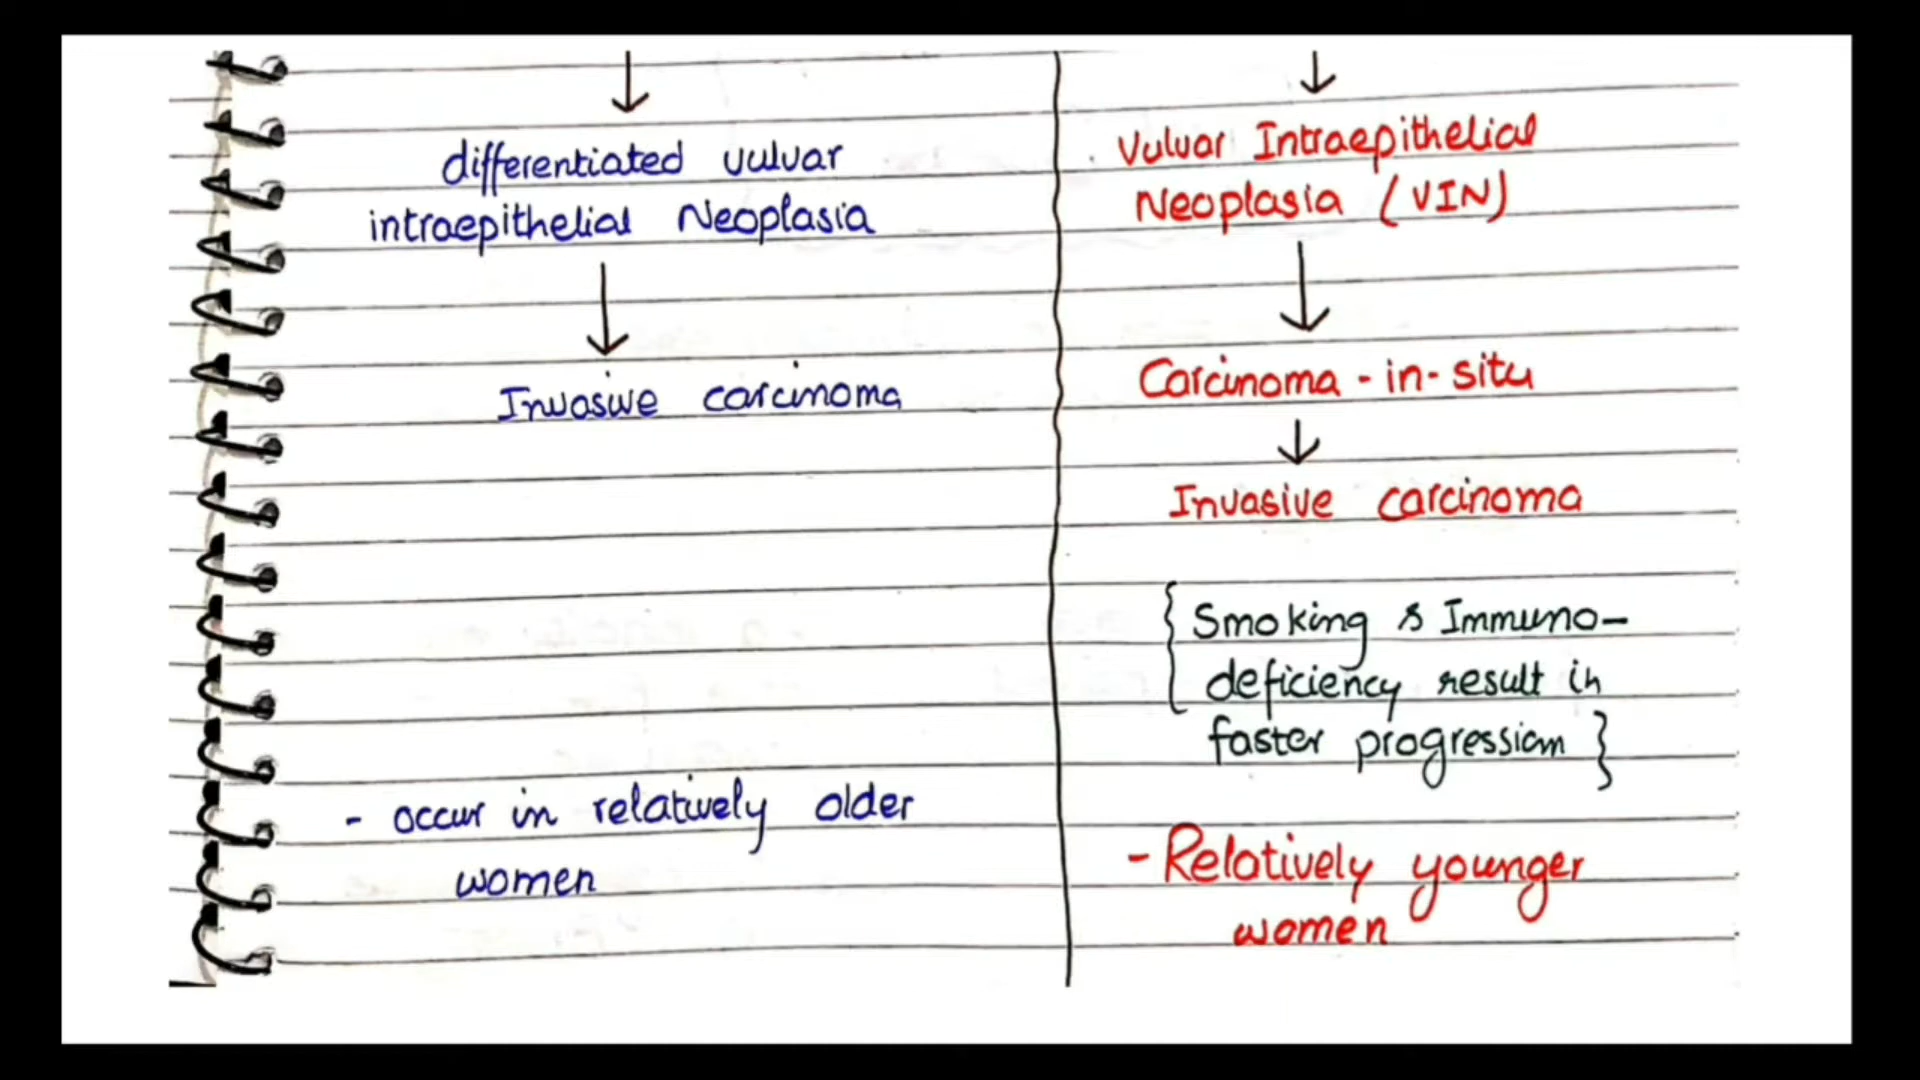 differentiated vulvar
intraepithelial Neoplasia
Invasive carcinoma
- occur in relatively older
women
Vulvar Intraepithelial
Neoplasia (VIN)
Carcinoma-in-situ
Invasive carcinoma
{ Smoking & Immuno-
deficiency result in
faster progression }
- Relatively younger
women